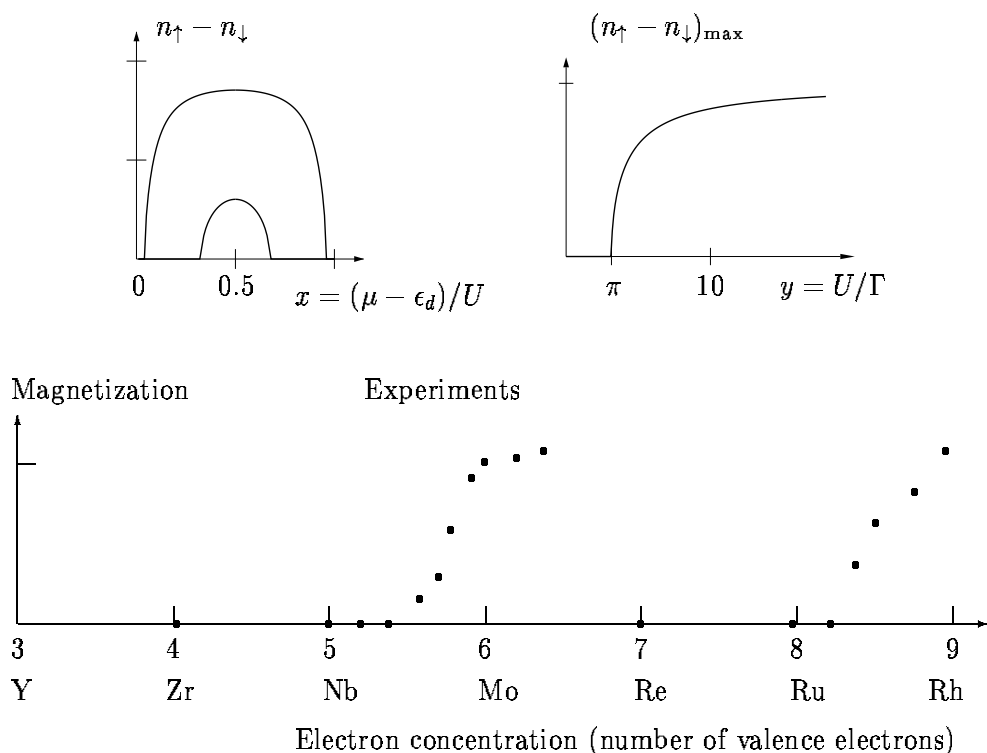 n↑ − n↓
0 0.5 x = (μ − ϵd)/U
(n↑ − n↓)max
π 10 y = U/Γ
Magnetization Experiments
3 4 5 6 7 8 9
Y Zr Nb Mo Re Ru Rh
Electron concentration (number of valence electrons)